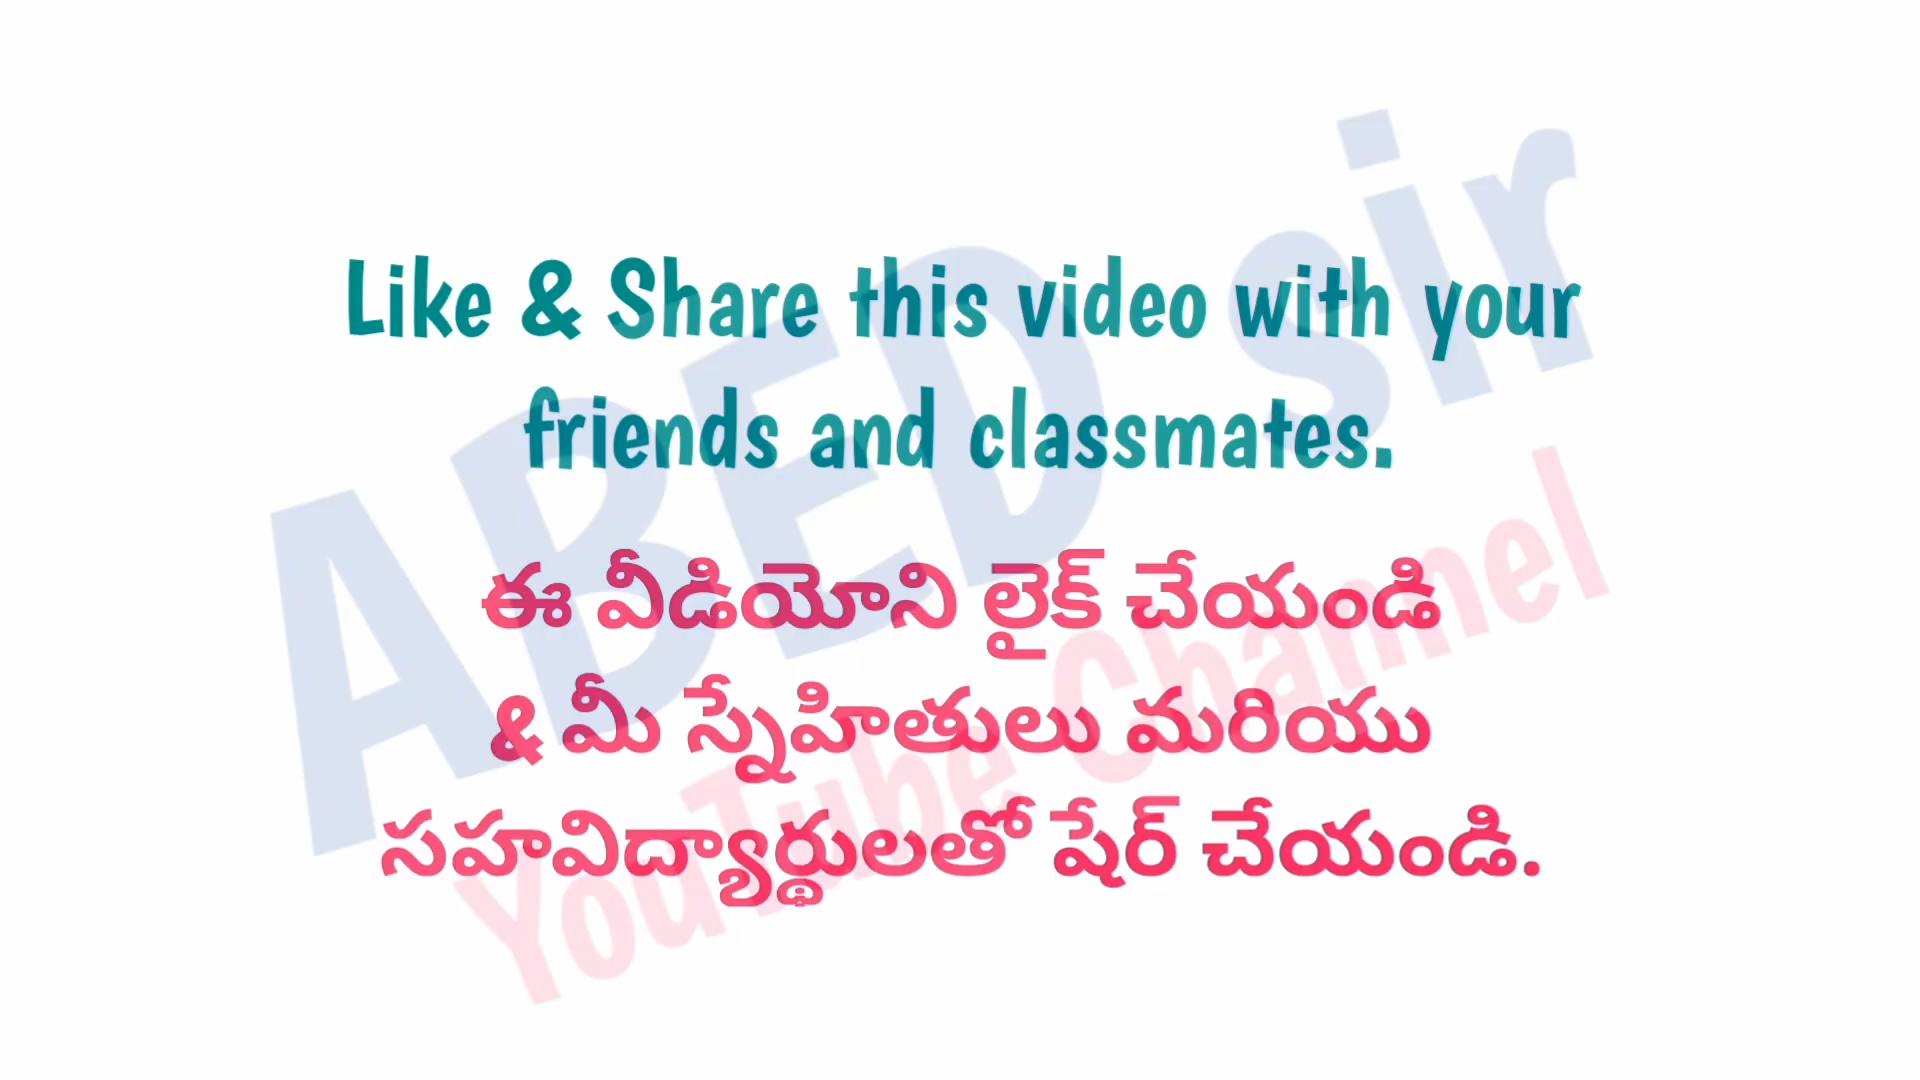 Like & Share this video with your
friends and classmates.
ఈ వీడియోని లైక్ చేయండి
& మీ స్నేహితులు మరియు
సహవిద్యార్థులతో షేర్ చేయండి.
ABED sir
YouTube Channel